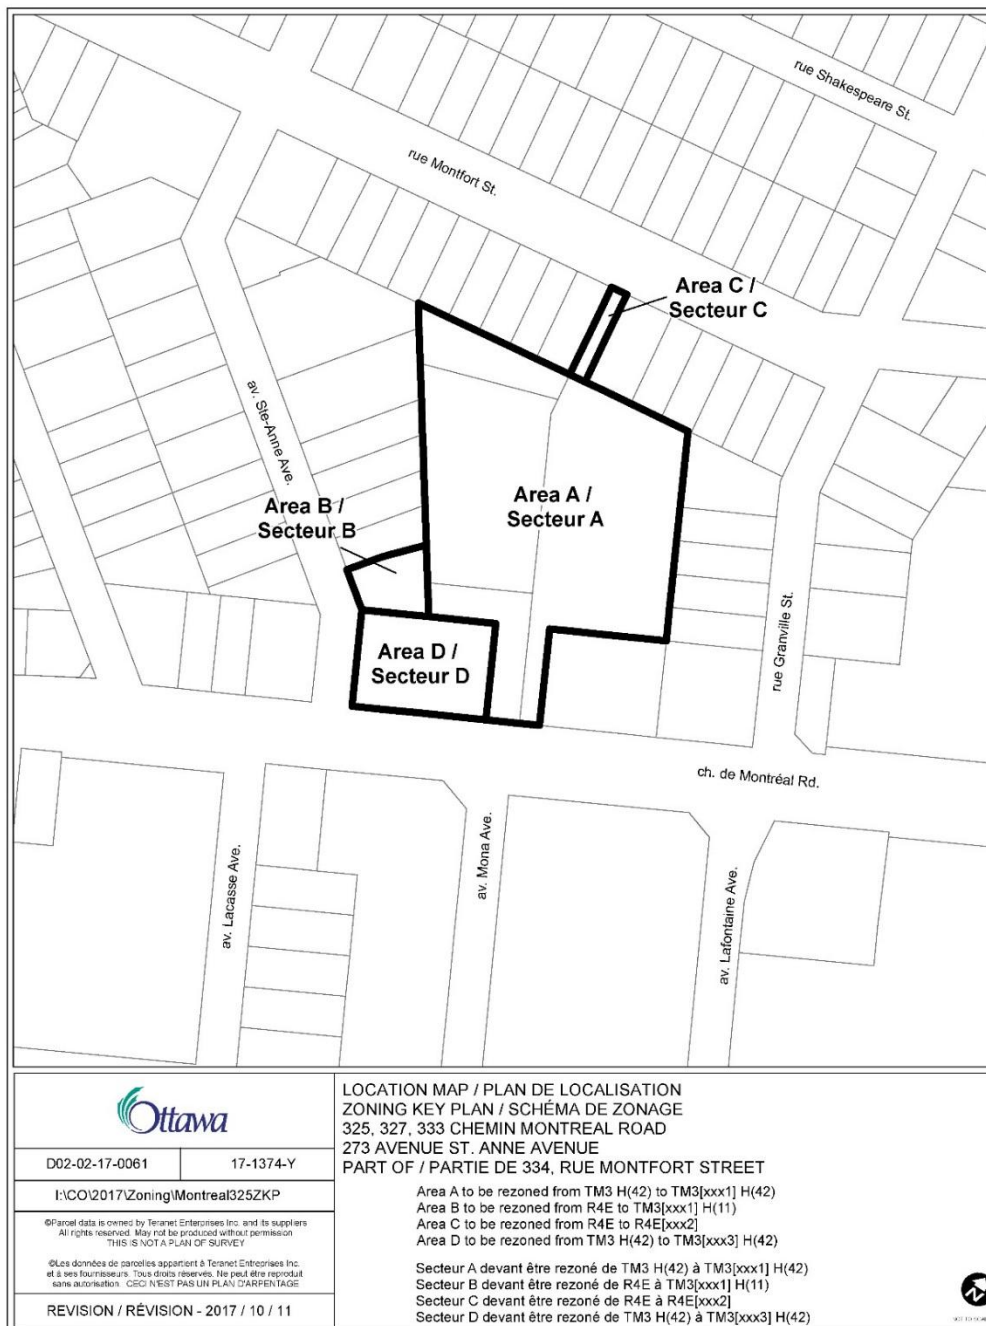 rue Shakespeare St.
rue Montfort St.
Area C /
Secteur C
av. Ste-Anne Ave.
Area A /
Secteur A
Area B /
Secteur B
rue Granville St.
Area D /
Secteur D
ch. de Montréal Rd.
av. Lacasse Ave.
av. Mona Ave.
av. Lafontaine Ave.
Ottawa
D02-02-17-0061
17-1374-Y
I:\CO\2017\Zoning\Montreal325ZKP
©Parcel data is owned by Teranet Enterprises Inc. and its suppliers
All rights reserved. May not be produced without permission
THIS IS NOT A PLAN OF SURVEY
©Les données de parcelles appartient à Teranet Entreprises Inc.
et à ses fournisseurs. Tous droits réservés. Ne peut être reproduit
sans autorisation. CECI N'EST PAS UN PLAN D'ARPENTAGE
REVISION / RÉVISION - 2017 / 10 / 11
LOCATION MAP / PLAN DE LOCALISATION
ZONING KEY PLAN / SCHÉMA DE ZONAGE
325, 327, 333 CHEMIN MONTREAL ROAD
273 AVENUE ST. ANNE AVENUE
PART OF / PARTIE DE 334, RUE MONTFORT STREET
Area A to be rezoned from TM3 H(42) to TM3[xxx1] H(42)
Area B to be rezoned from R4E to TM3[xxx1] H(11)
Area C to be rezoned from R4E to R4E[xxx2]
Area D to be rezoned from TM3 H(42) to TM3[xxx3] H(42)
Secteur A devant être rezoné de TM3 H(42) à TM3[xxx1] H(42)
Secteur B devant être rezoné de R4E à TM3[xxx1] H(11)
Secteur C devant être rezoné de R4E à R4E[xxx2]
Secteur D devant être rezoné de TM3 H(42) à TM3[xxx3] H(42)